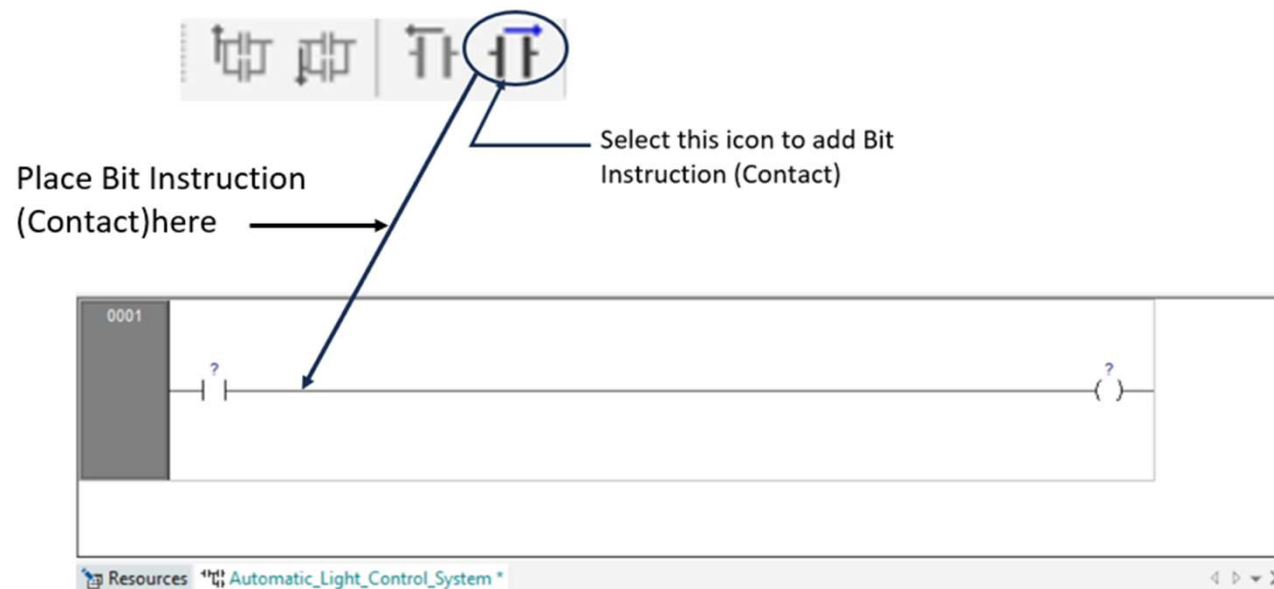 Select this icon to add Bit
Instruction (Contact)
Place Bit Instruction
(Contact)here
0001
?
?
Resources
Automatic_Light_Control_System *